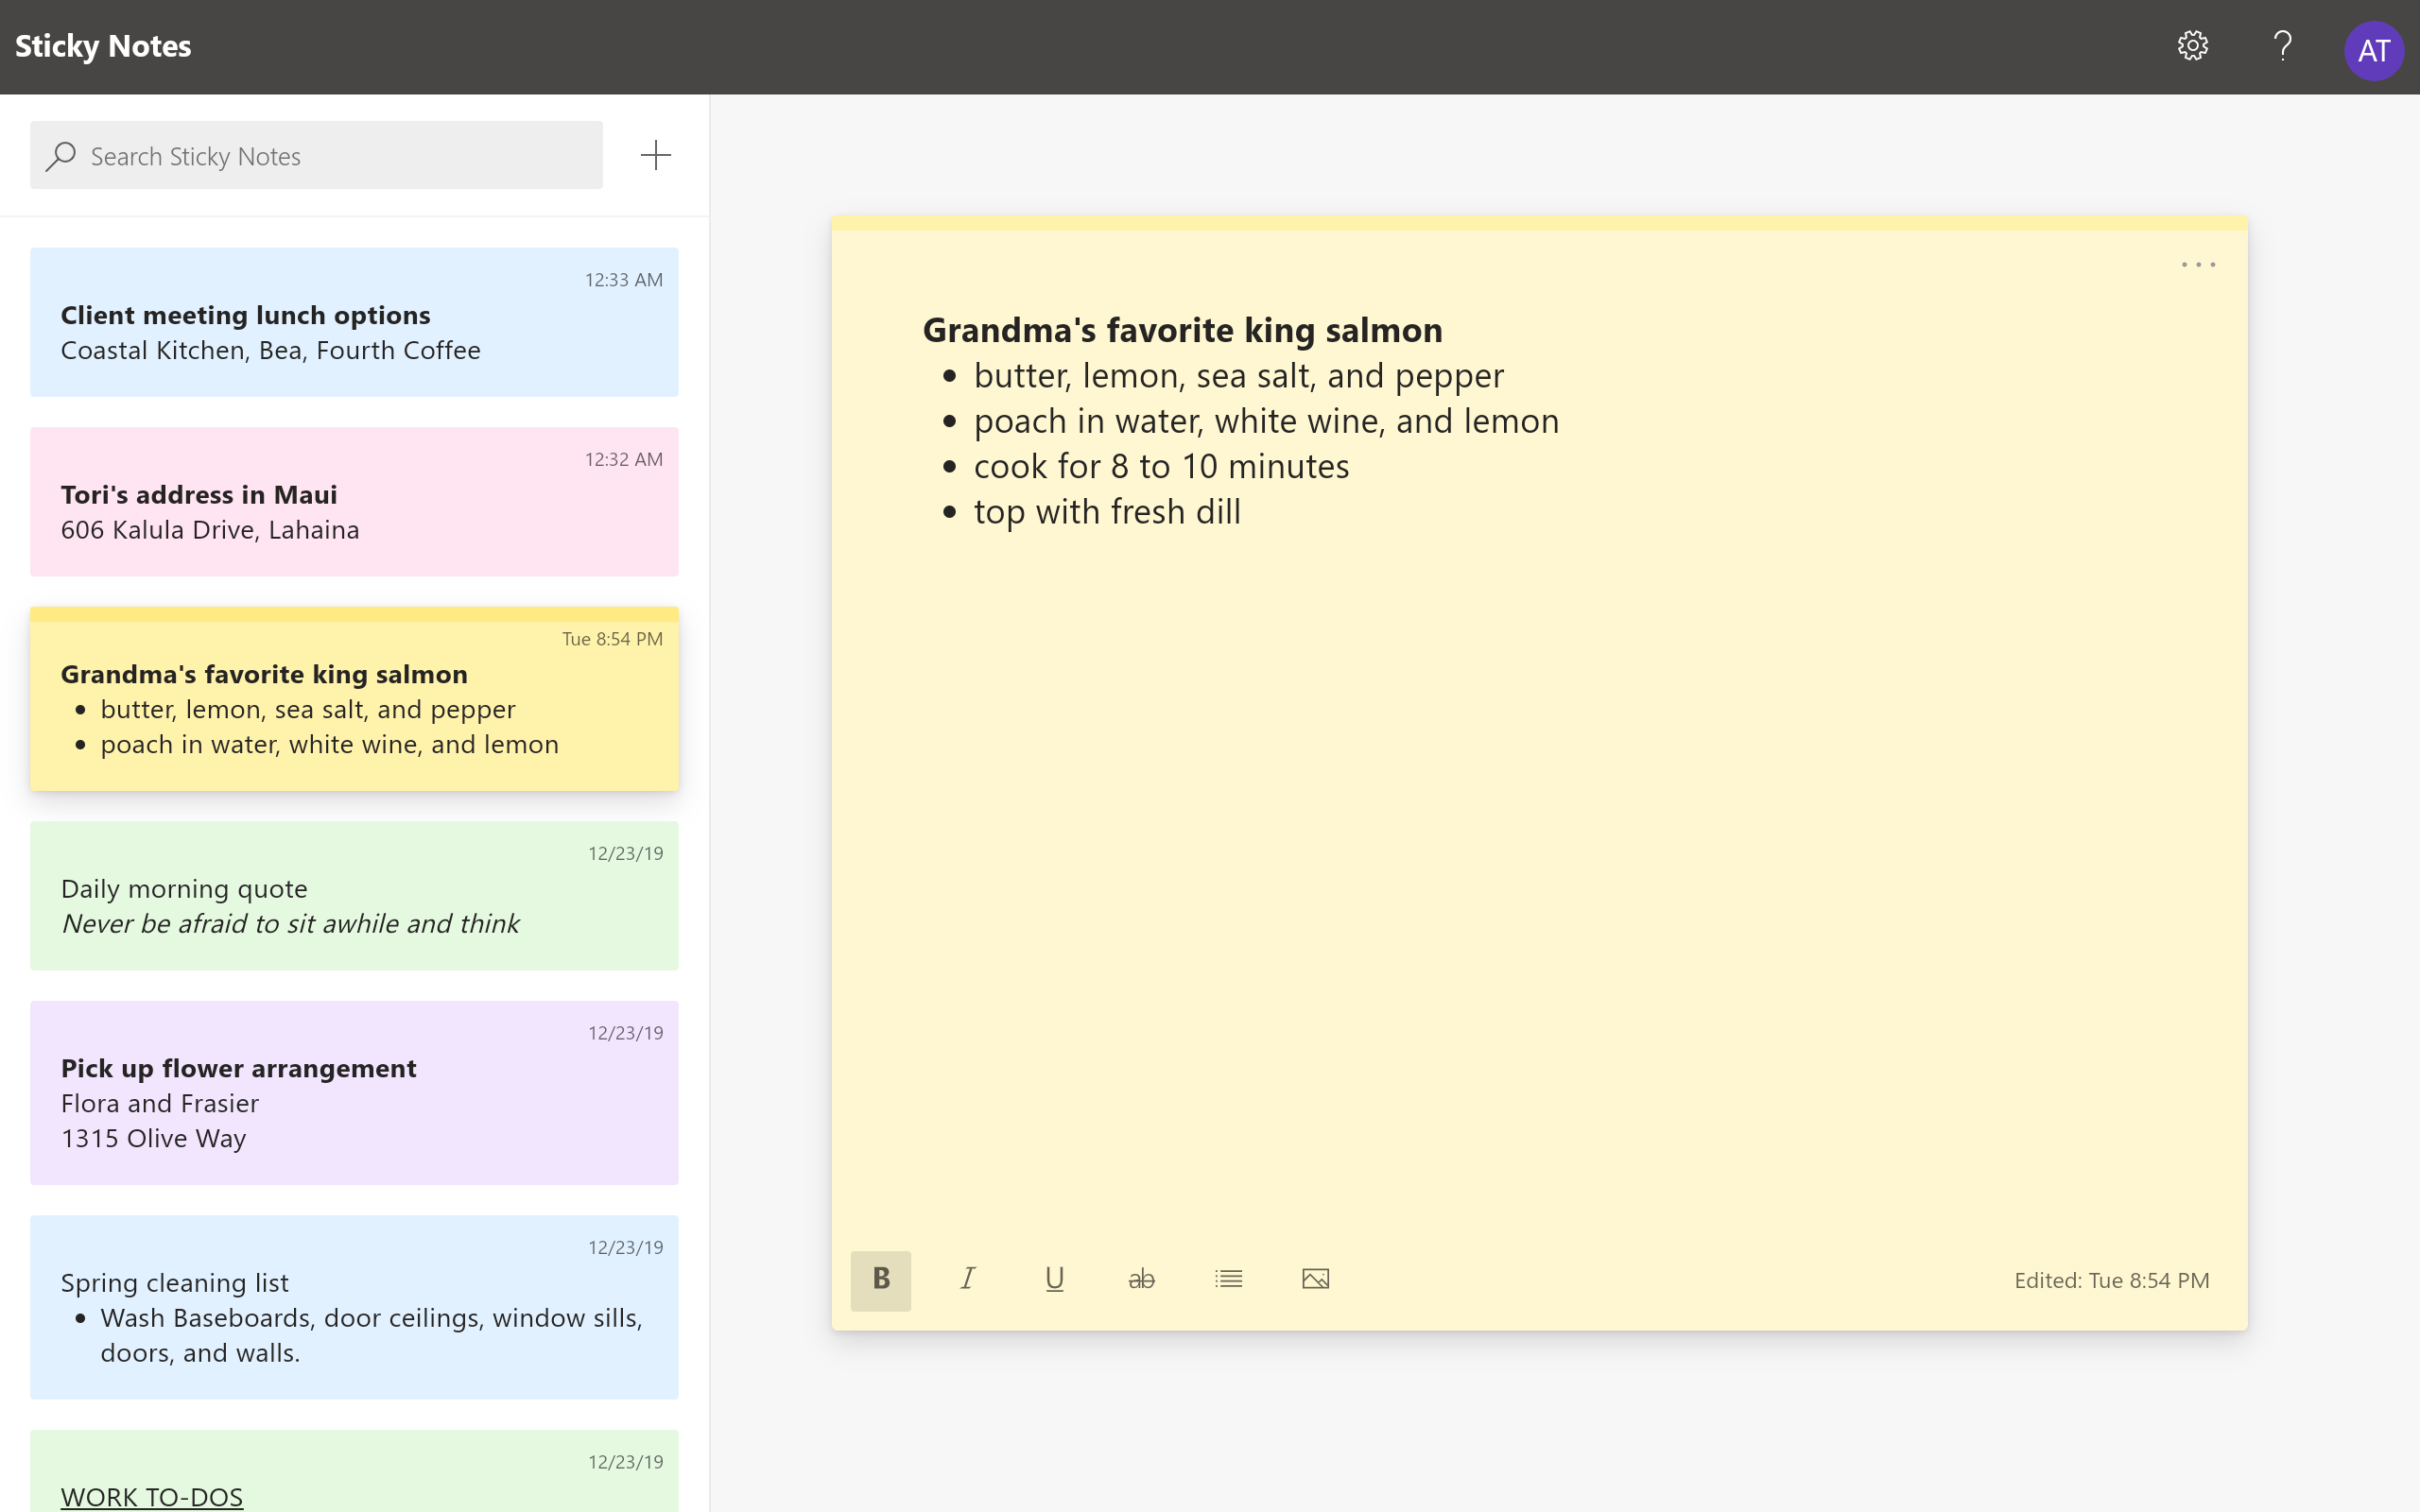 Sticky Notes
?
AT
Search Sticky Notes
12:33 AM
Client meeting lunch options
Coastal Kitchen, Bea, Fourth Coffee
12:32 AM
Tori's address in Maui
606 Kalula Drive, Lahaina
Tue 8:54 PM
Grandma's favorite king salmon
• butter, lemon, sea salt, and pepper
• poach in water, white wine, and lemon
12/23/19
Daily morning quote
Never be afraid to sit awhile and think
12/23/19
Pick up flower arrangement
Flora and Frasier
1315 Olive Way
12/23/19
Spring cleaning list
• Wash Baseboards, door ceilings, window sills,
doors, and walls.
12/23/19
WORK TO-DOS
...
Grandma's favorite king salmon
• butter, lemon, sea salt, and pepper
• poach in water, white wine, and lemon
• cook for 8 to 10 minutes
• top with fresh dill
B I U ab
Edited: Tue 8:54 PM